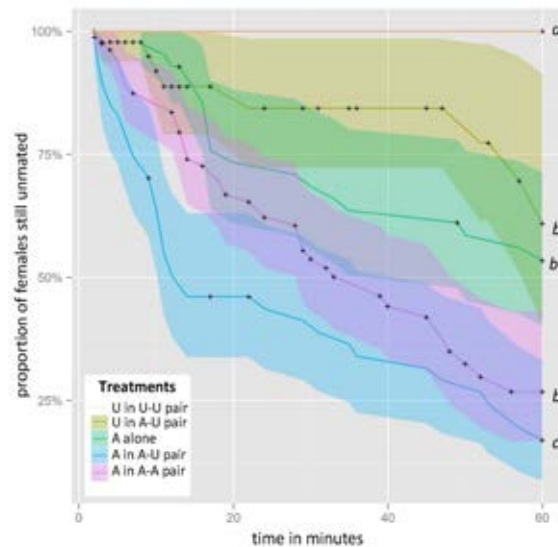 100%
75%
50%
25%
proportion of females still unmated
Treatments
U in U-U pair
U in A-U pair
A alone
A in A-U pair
A in A-A pair
0
20
40
60
time in minutes
a
b
b
b
c